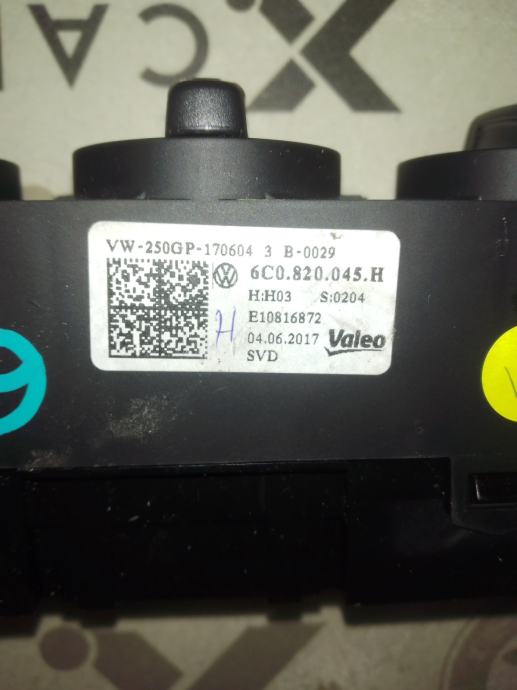 VW-250GP-170604 3 B-0029
6C0.820.045.H
H:H03 S:0204
E10816872
H
04.06.2017 Valeo
SVD